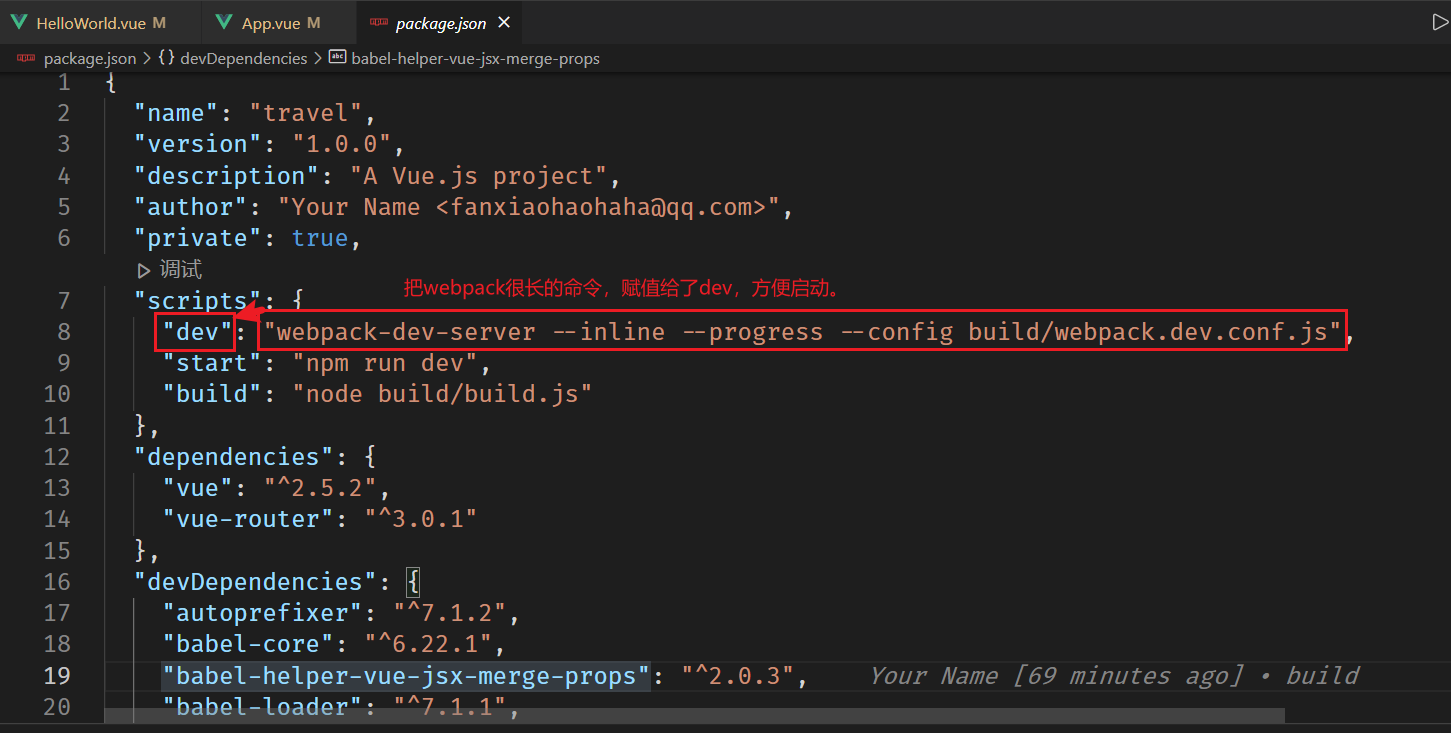 HelloWorld.vue M App.vue M package.json
package.json > {} devDependencies > abc babel-helper-vue-jsx-merge-props
1 {
2 "name": "travel",
3 "version": "1.0.0",
4 "description": "A Vue.js project",
5 "author": "Your Name <fanxiaohaohaha@qq.com>",
6 "private": true,
调试
把webpack很长的命令，赋值给了dev，方便启动。
7 "scripts": {
8 "dev": "webpack-dev-server --inline --progress --config build/webpack.dev.conf.js",
9 "start": "npm run dev",
10 "build": "node build/build.js"
11 },
12 "dependencies": {
13 "vue": "^2.5.2",
14 "vue-router": "^3.0.1"
15 },
16 "devDependencies": {
17 "autoprefixer": "^7.1.2",
18 "babel-core": "^6.22.1",
19 "babel-helper-vue-jsx-merge-props": "^2.0.3", Your Name [69 minutes ago] • build
20 "babel-loader": "^7.1.1",